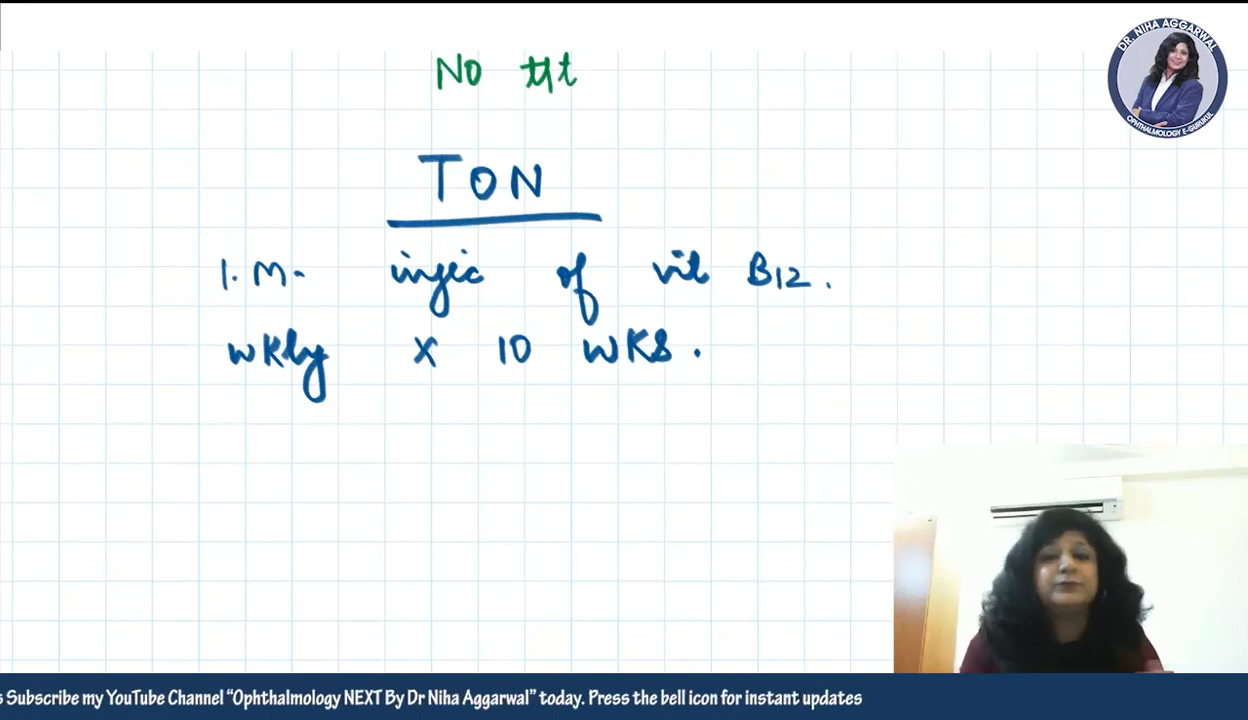 DR. NIHA AGGARWAL
OPHTHALMOLOGY E-GURUKUL
No ttt
TON
I.M. injec of vit B12.
wkly x 10 wks.
s Subscribe my YouTube Channel “Ophthalmology NEXT By Dr Niha Aggarwal” today. Press the bell icon for instant updates